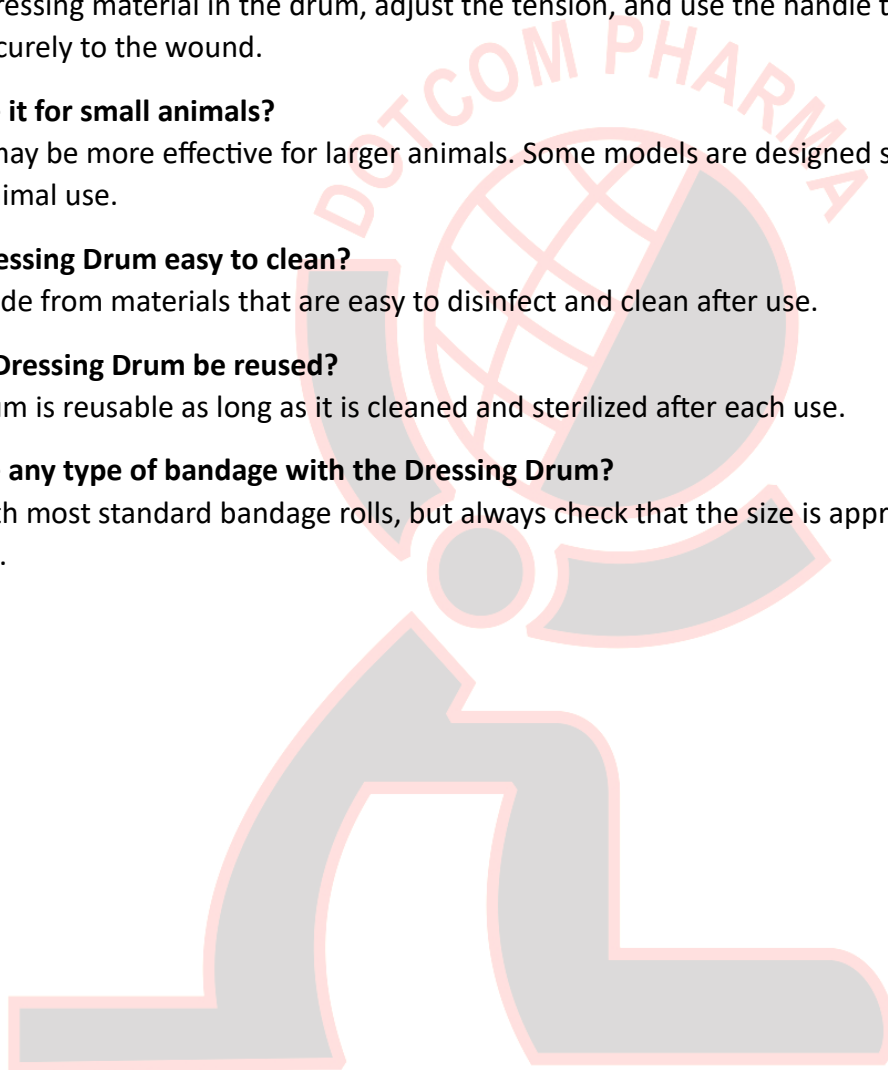 ressing material in the drum, adjust the tension, and use the handle t
curely to the wound.
it for small animals?
may be more effective for larger animals. Some models are designed s
imal use.
essing Drum easy to clean?
de from materials that are easy to disinfect and clean after use.
Dressing Drum be reused?
um is reusable as long as it is cleaned and sterilized after each use.
any type of bandage with the Dressing Drum?
th most standard bandage rolls, but always check that the size is appr
.
DOTCOM PHARMA